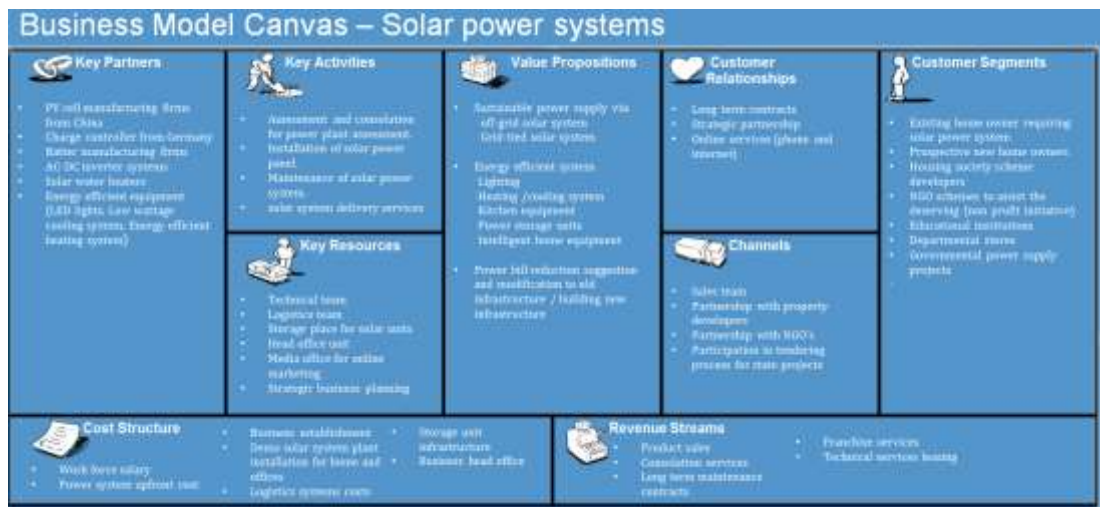 Business Model Canvas – Solar power systems
Key Partners
PV cell manufacturing firms
from China
Charge controller from Germany
manufacturing firms
AC DC inverter systems
Solar water heaters
Energy efficient equipment
(LED lights, Low wattage
cooling system, Energy efficient
heating system)
Key Activities
Assessment and consolation
for power plant assessment.
Installation of solar power
panel.
Maintenance of solar power
system.
solar system delivery services
Key Resources
Technical team
Logistics team
Storage place for solar units
Head office unit
Media office for online
marketing
Strategic business planning
Value Propositions
Sustainable power supply via
off grid solar system
Grid tied solar system
Energy efficient system
Lighting
Heating /cooling system
Kitchen equipment
Power storage units
Intelligent home equipment
Power bill reduction suggestion
and modification to old
infrastructure / building new
infrastructure
Customer
Relationships
Long term contracts
Strategic partnership
Online services (phone and
internet)
Channels
Sales team
Partnership with property
developers
Partnership with NGO's
Participation in tendering
process for state projects
Customer Segments
Existing home owner requiring
solar power system.
Prospective new home owners.
Housing society scheme
developers
NGO schemes to assist the
deserving (non profit initiative)
Educational institutions
Departmental stores
Governmental power supply
projects
Cost Structure
Work force salary
Power system upfront cost
Business establishment
Demo solar system plant
installation for home and
offices
Logistics systems costs
Storage unit
infrastructure
Business head office
Revenue Streams
Product sales
Consolation services
Long term maintenance
contracts
Franchise services
Technical services